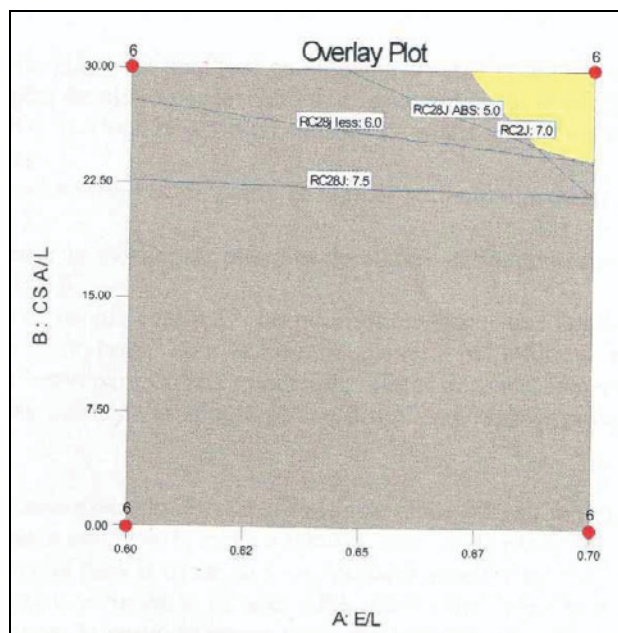 Overlay Plot
6
6
30.00
RC28J ABS: 5.0
RC28j less: 6.0
RC2J: 7.0
22.50
RC28J: 7.5
15.00
B: CSA/L
7.50
6
6
0.00
0.60
0.62
0.65
0.67
0.70
A: E/L